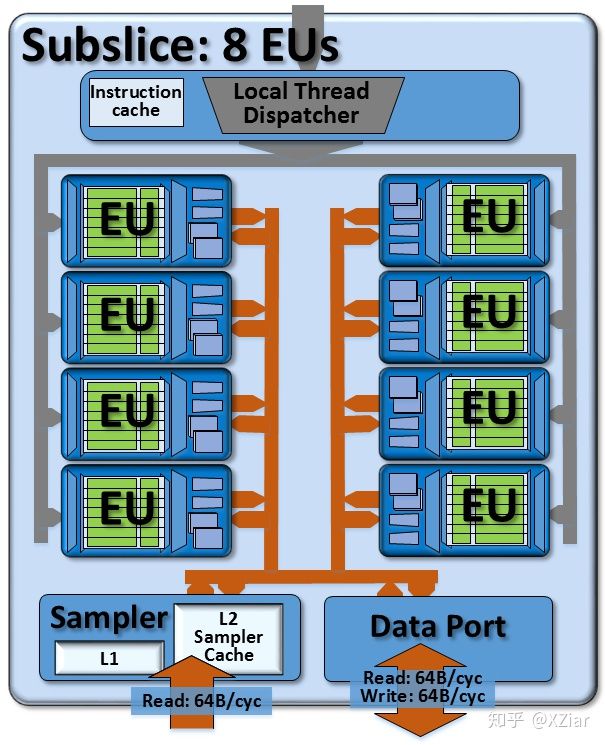 Subslice: 8 EUs
Instruction
cache
Local Thread
Dispatcher
EU
EU
EU
EU
EU
EU
EU
EU
Sampler
L1
L2
Sampler
Cache
Read: 64B/cyc
Data Port
Read: 64B/cyc
Write: 64B/cyc
知乎 @XZiar